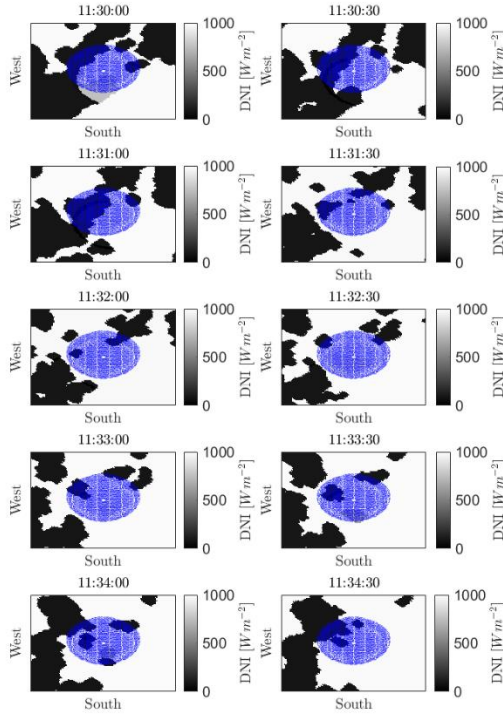 11:30:00
1000
500
0
DNI [W m⁻²]
West
South
11:30:30
1000
500
0
DNI [W m⁻²]
West
South
11:31:00
1000
500
0
DNI [W m⁻²]
West
South
11:31:30
1000
500
0
DNI [W m⁻²]
West
South
11:32:00
1000
500
0
DNI [W m⁻²]
West
South
11:32:30
1000
500
0
DNI [W m⁻²]
West
South
11:33:00
1000
500
0
DNI [W m⁻²]
West
South
11:33:30
1000
500
0
DNI [W m⁻²]
West
South
11:34:00
1000
500
0
DNI [W m⁻²]
West
South
11:34:30
1000
500
0
DNI [W m⁻²]
West
South